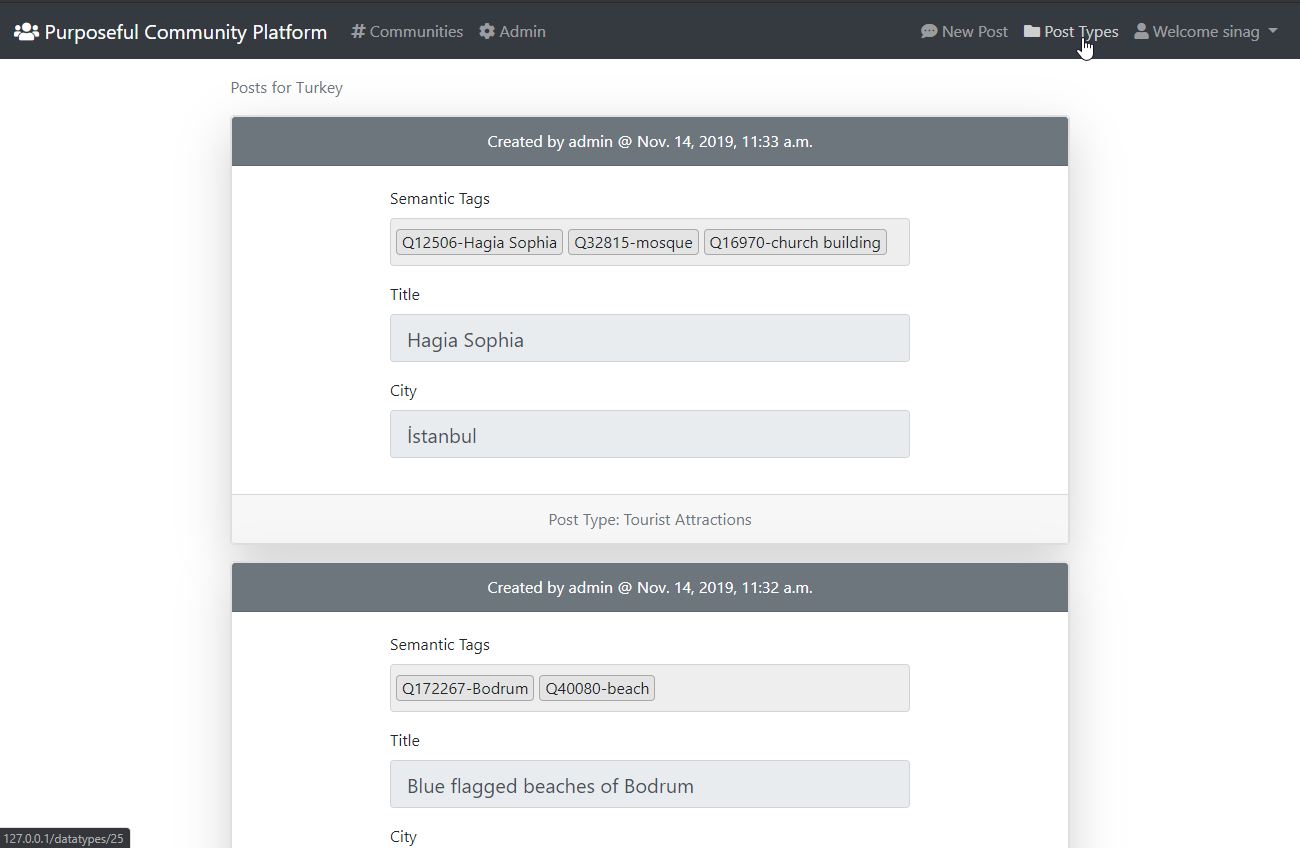 Purposeful Community Platform Communities Admin New Post Post Types Welcome sinag
Posts for Turkey
Created by admin @ Nov. 14, 2019, 11:33 a.m.
Semantic Tags
Q12506-Hagia Sophia Q32815-mosque Q16970-church building
Title
Hagia Sophia
City
İstanbul
Post Type: Tourist Attractions
Created by admin @ Nov. 14, 2019, 11:32 a.m.
Semantic Tags
Q172267-Bodrum Q40080-beach
Title
Blue flagged beaches of Bodrum
City
127.0.0.1/datatypes/25